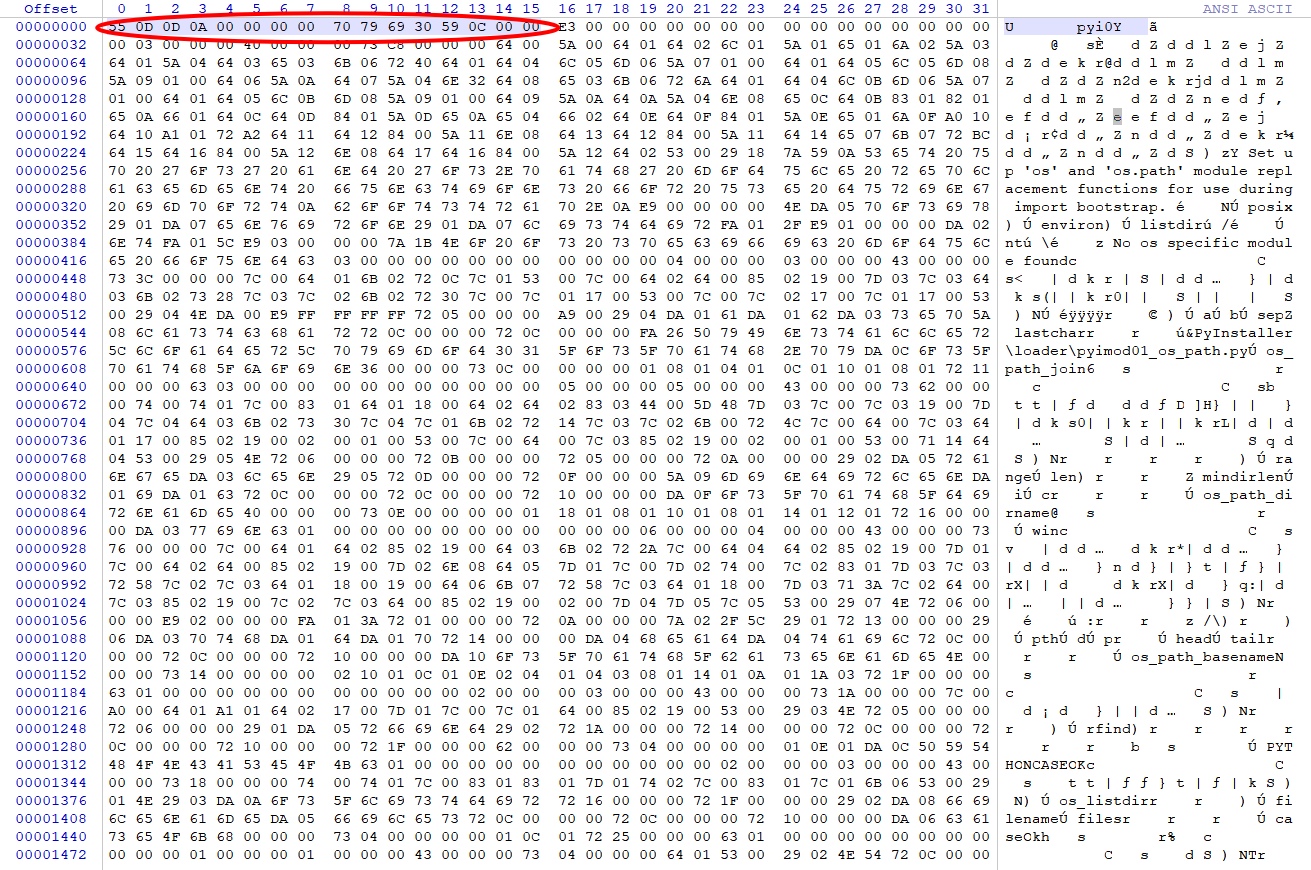 Offset 0 1 2 3 4 5 6 7 8 9 10 11 12 13 14 15 16 17 18 19 20 21 22 23 24 25 26 27 28 29 30 31 ANSI ASCII
00000000 55 0D 0D 0A 00 00 00 00 70 79 69 30 59 0C 00 00 E3 00 00 00 00 00 00 00 00 00 00 00 00 00 00 00 U pyi0Y ã
00000032 00 03 00 00 00 40 00 00 00 73 C8 00 00 00 64 00 5A 00 64 01 64 02 6C 01 5A 01 65 01 6A 02 5A 03 @ sÈ d Z d d l Z e j Z
00000064 64 01 5A 04 64 03 65 03 6B 06 72 40 64 01 64 04 6C 05 6D 06 5A 07 01 00 64 01 64 05 6C 05 6D 08 d Z d e k r@d d l m Z d d l m
00000096 5A 09 01 00 64 06 5A 0A 64 07 5A 04 6E 32 64 08 65 03 6B 06 72 6A 64 01 64 04 6C 0B 6D 06 5A 07 Z d Z d Z n2d e k rjd d l m Z
00000128 01 00 64 01 64 05 6C 0B 6D 08 5A 09 01 00 64 09 5A 0A 64 0A 5A 04 6E 08 65 0C 64 0B 83 01 82 01 d d l m Z d Z d Z n e d f ‚
00000160 5A 0A 66 01 64 0C 64 0D 84 01 5A 0D 65 0A 65 04 66 02 64 0E 64 0F 84 01 5A 0E 65 01 6A 0F A0 10 e f d d „ Z e e f d d „ Z e j
00000192 64 10 A1 01 72 A2 64 11 64 12 84 00 5A 11 6E 08 64 13 64 12 84 00 5A 11 64 14 65 07 6B 07 72 BC d ¡ r¢d d „ Z n d d „ Z d e k r¼
00000224 64 15 64 16 84 00 5A 12 6E 08 64 17 64 16 84 00 5A 12 64 02 53 00 29 18 7A 59 0A 53 65 74 20 75 d d „ Z n d d „ Z d S ) zY Set u
00000256 70 20 27 6F 73 27 20 61 6E 64 20 27 6F 73 2E 70 61 74 68 27 20 6D 6F 64 75 6C 65 20 72 65 70 6C p 'os' and 'os.path' module repl
00000288 61 63 65 6D 65 6E 74 20 66 75 6E 63 74 69 6F 6E 73 20 66 6F 72 20 75 73 65 20 64 75 72 69 6E 67 acement functions for use during
00000320 20 69 6D 70 6F 72 74 0A 62 6F 6F 74 73 74 72 61 70 2E 0A E9 00 00 00 00 4E DA 05 70 6F 73 69 78 import bootstrap. é NÚ posix
00000352 29 01 DA 07 65 6E 76 69 72 6F 6E 29 01 DA 07 6C 69 73 74 64 69 72 FA 01 2F E9 01 00 00 00 DA 02 ) Ú environ) Ú listdirú /é Ú
00000384 6E 74 FA 01 5C E9 03 00 00 00 7A 1B 4E 6F 20 6F 73 20 73 70 65 63 69 66 69 63 20 6D 6F 64 75 6C ntú \é z No os specific modul
00000416 65 20 66 6F 75 6E 64 63 03 00 00 00 00 00 00 00 00 00 00 00 04 00 00 00 03 00 00 00 43 00 00 00 e foundc C
00000448 73 3C 00 00 00 7C 00 64 01 6B 02 72 0C 7C 01 53 00 7C 00 64 02 64 00 85 02 19 00 7D 03 7C 03 64 s< | d k r | S | d d … } | d
00000480 03 6B 02 73 28 7C 03 7C 02 6B 02 72 30 7C 00 7C 01 17 00 53 00 7C 00 7C 02 17 00 7C 01 17 00 53 k s(| | k r0| | S | | | S
00000512 00 29 04 4E DA 00 E9 FF FF FF FF 72 05 00 00 00 A9 00 29 04 DA 01 61 DA 01 62 DA 03 73 65 70 5A ) NÚ éÿÿÿÿr © ) Ú aÚ bÚ sepZ
00000544 08 6C 61 73 74 63 68 61 72 72 0C 00 00 00 72 0C 00 00 00 FA 26 50 79 49 6E 73 74 61 6C 6C 65 72 lastcharr r ú&PyInstaller
00000576 5C 6C 6F 61 64 65 72 5C 70 79 69 6D 6F 64 30 31 5F 6F 73 5F 70 61 74 68 2E 70 79 DA 0C 6F 73 5F \loader\pyimod01_os_path.pyÚ os_
00000608 70 61 74 68 5F 6A 6F 69 6E 36 00 00 00 73 0C 00 00 00 00 01 08 01 04 01 0C 01 10 01 08 01 72 11 path_join6 s r
00000640 00 00 00 63 03 00 00 00 00 00 00 00 00 00 00 00 05 00 00 00 05 00 00 00 43 00 00 00 73 62 00 00 c C sb
00000672 00 74 00 74 01 7C 00 83 01 64 01 18 00 64 02 64 02 83 03 44 00 5D 48 7D 03 7C 00 7C 03 19 00 7D t t | ƒ d d d ƒ D ]H} | | }
00000704 04 7C 04 64 03 6B 02 73 30 7C 04 7C 01 6B 02 72 14 7C 03 7C 02 6B 00 72 4C 7C 00 64 00 7C 03 64 | d k s0| | k r | | k rL| d | d
00000736 01 17 00 85 02 19 00 02 00 01 00 53 00 7C 00 64 00 7C 03 85 02 19 00 02 00 01 00 53 00 71 14 64 … S | d | … S q d
00000768 04 53 00 29 05 4E 72 06 00 00 00 72 0B 00 00 00 72 05 00 00 00 72 0A 00 00 00 29 02 DA 05 72 61 S ) Nr r r r ) Ú ra
00000800 6E 67 65 DA 03 6C 65 6E 29 05 72 0D 00 00 00 72 0F 00 00 00 5A 09 6D 69 6E 64 69 72 6C 65 6E DA ngeÚ len) r r Z mindirlenÚ
00000832 01 69 DA 01 63 72 0C 00 00 00 72 0C 00 00 00 72 10 00 00 00 DA 0F 6F 73 5F 70 61 74 68 5F 64 69 iÚ cr r r Ú os_path_di
00000864 72 6E 61 6D 65 40 00 00 00 73 0E 00 00 00 00 01 18 01 08 01 10 01 08 01 14 01 12 01 72 16 00 00 rname@ s r
00000896 00 DA 03 77 69 6E 63 01 00 00 00 00 00 00 00 00 00 00 00 06 00 00 00 04 00 00 00 43 00 00 00 73 Ú winc C s
00000928 76 00 00 00 7C 00 64 01 64 02 85 02 19 00 64 03 6B 02 72 2A 7C 00 64 04 64 02 85 02 19 00 7D 01 v | d d … d k r*| d d … }
00000960 7C 00 64 02 64 00 85 02 19 00 7D 02 6E 08 64 05 7D 01 7C 00 7D 02 74 00 7C 02 83 01 7D 03 7C 03 | d d … } n d } | } t | ƒ } |
00000992 72 58 7C 02 7C 03 64 01 18 00 19 00 64 06 6B 07 72 58 7C 03 64 01 18 00 7D 03 71 3A 7C 02 64 00 rX| | d d k rX| d } q:| d
00001024 7C 03 85 02 19 00 7C 02 7C 03 64 00 85 02 19 00 02 00 7D 04 7D 05 7C 05 53 00 29 07 4E 72 06 00 | … | | d … } } | S ) Nr
00001056 00 00 E9 02 00 00 00 FA 01 3A 72 01 00 00 00 72 0A 00 00 00 7A 02 2F 5C 29 01 72 13 00 00 00 29 é ú :r r z /\) r )
00001088 06 DA 03 70 74 68 DA 01 64 DA 01 70 72 14 00 00 00 DA 04 68 65 61 64 DA 04 74 61 69 6C 72 0C 00 Ú pthÚ dÚ pr Ú headÚ tailr
00001120 00 00 72 0C 00 00 00 72 10 00 00 00 DA 10 6F 73 5F 70 61 74 68 5F 62 61 73 65 6E 61 6D 65 4E 00 r r Ú os_path_basenameN
00001152 00 00 73 14 00 00 00 00 02 10 01 0C 01 0E 02 04 01 04 03 08 01 14 01 0A 01 1A 03 72 1F 00 00 00 s r
00001184 63 01 00 00 00 00 00 00 00 00 00 00 00 02 00 00 00 03 00 00 00 43 00 00 00 73 1A 00 00 00 7C 00 c C s |
00001216 A0 00 64 01 A1 01 64 02 17 00 7D 01 7C 00 7C 01 64 00 85 02 19 00 53 00 29 03 4E 72 05 00 00 00 d ¡ d } | | d … S ) Nr
00001248 72 06 00 00 00 29 01 DA 05 72 66 69 6E 64 29 02 72 1A 00 00 00 72 14 00 00 00 72 0C 00 00 00 72 r ) Ú rfind) r r r r
00001280 0C 00 00 00 72 10 00 00 00 72 1F 00 00 00 62 00 00 00 73 04 00 00 00 00 01 0E 01 DA 0C 50 59 54 r r b s Ú PYT
00001312 48 4F 4E 43 41 53 45 4F 4B 63 01 00 00 00 00 00 00 00 00 00 00 00 02 00 00 00 03 00 00 00 43 00 HONCASEOKc C
00001344 00 00 73 18 00 00 00 74 00 74 01 7C 00 83 01 83 01 7D 01 74 02 7C 00 83 01 7C 01 6B 06 53 00 29 s t t | ƒ ƒ } t | ƒ | k S )
00001376 01 4E 29 03 DA 0A 6F 73 5F 6C 69 73 74 64 69 72 72 16 00 00 00 72 1F 00 00 00 29 02 DA 08 66 69 N) Ú os_listdirr r ) Ú fi
00001408 6C 65 6E 61 6D 65 DA 05 66 69 6C 65 73 72 0C 00 00 00 72 0C 00 00 00 72 10 00 00 00 DA 06 63 61 lenameÚ filesr r r Ú ca
00001440 73 65 4F 6B 68 00 00 00 73 04 00 00 00 00 01 0C 01 72 25 00 00 00 63 01 00 00 00 00 00 00 00 00 seOkh s r% c
00001472 00 00 00 01 00 00 00 01 00 00 00 43 00 00 00 73 04 00 00 00 64 01 53 00 29 02 4E 54 72 0C 00 00 C s d S ) NTr